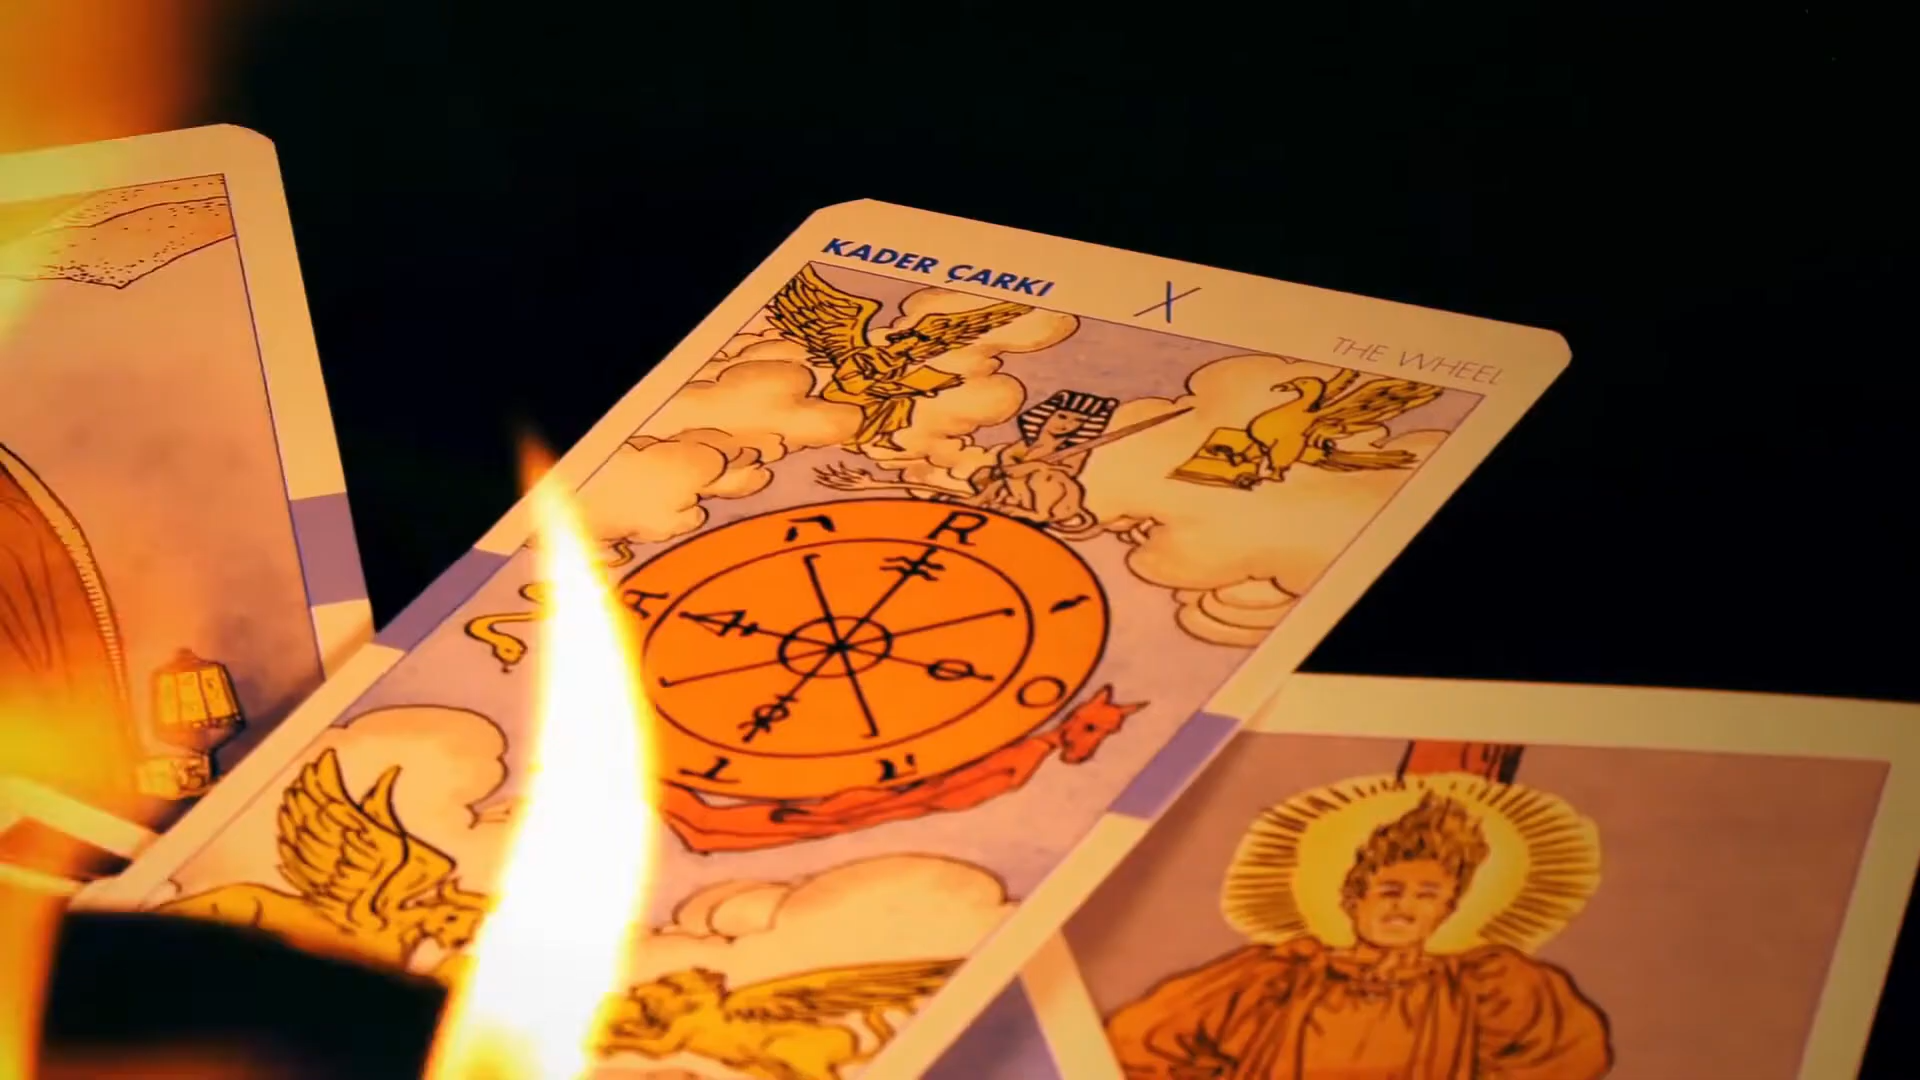 KADER ÇARKI
X
THE WHEEL
R
O
T
A